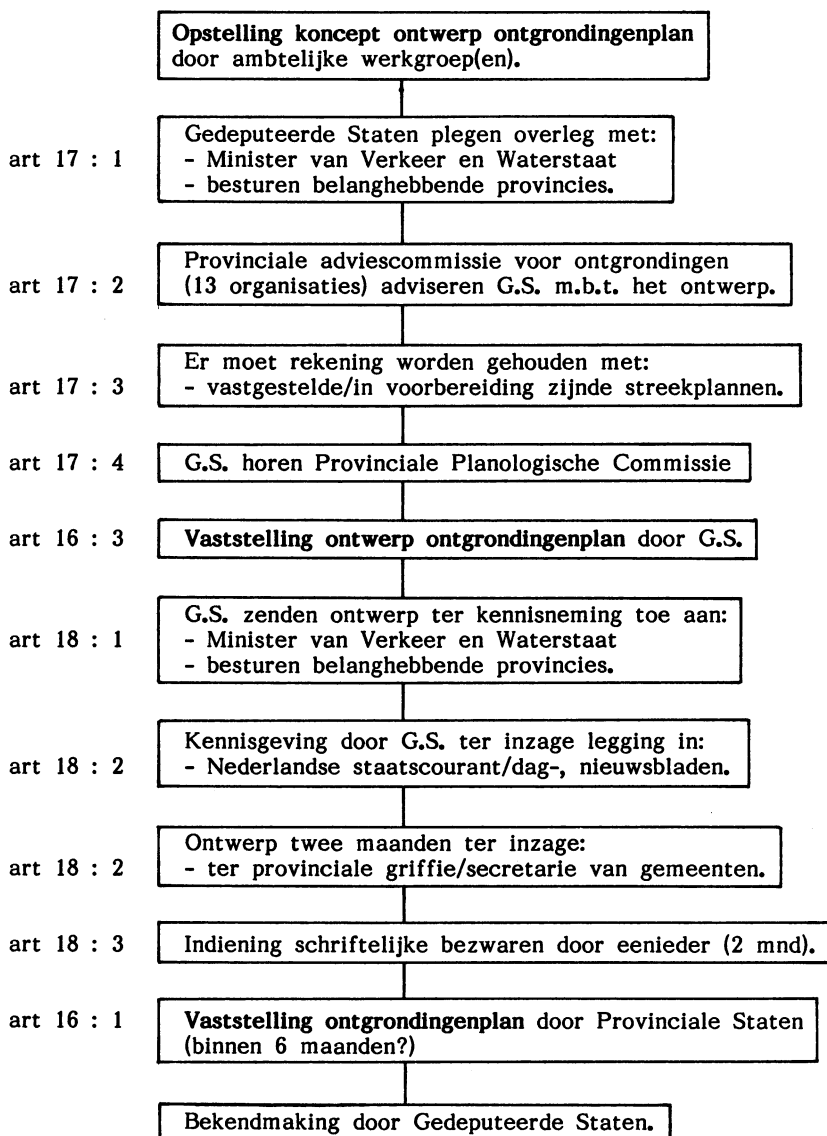 Opstelling koncept ontwerp ontgrondingenplan
door ambtelijke werkgroep(en).
art 17 : 1
Gedeputeerde Staten plegen overleg met:
- Minister van Verkeer en Waterstaat
- besturen belanghebbende provincies.
art 17 : 2
Provinciale adviescommissie voor ontgrondingen
(13 organisaties) adviseren G.S. m.b.t. het ontwerp.
art 17 : 3
Er moet rekening worden gehouden met:
- vastgestelde/in voorbereiding zijnde streekplannen.
art 17 : 4
G.S. horen Provinciale Planologische Commissie
art 16 : 3
Vaststelling ontwerp ontgrondingenplan door G.S.
art 18 : 1
G.S. zenden ontwerp ter kennisneming toe aan:
- Minister van Verkeer en Waterstaat
- besturen belanghebbende provincies.
art 18 : 2
Kennisgeving door G.S. ter inzage legging in:
- Nederlandse staatscourant/dag-, nieuwsbladen.
art 18 : 2
Ontwerp twee maanden ter inzage:
- ter provinciale griffie/secretarie van gemeenten.
art 18 : 3
Indiening schriftelijke bezwaren door eenieder (2 mnd).
art 16 : 1
Vaststelling ontgrondingenplan door Provinciale Staten
(binnen 6 maanden?)
Bekendmaking door Gedeputeerde Staten.